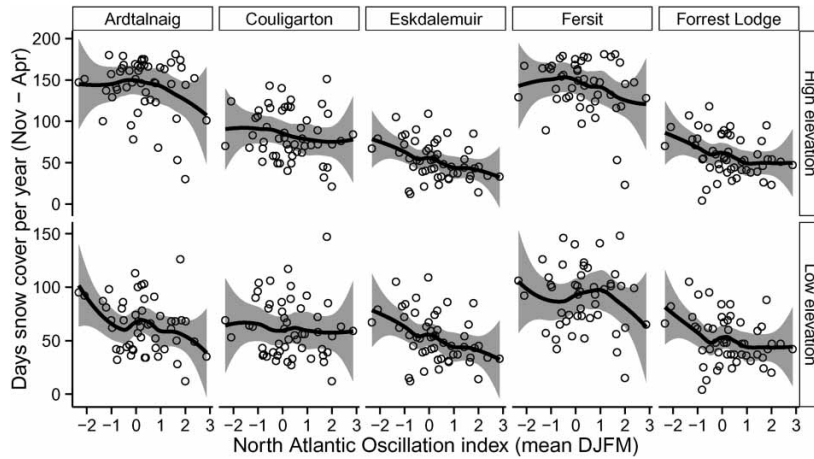 Ardtalnaig Couligarton Eskdalemuir Fersit Forrest Lodge
Days snow cover per year (Nov − Apr)
200
150
100
50
0
High elevation
150
100
50
0
Low elevation
−2 −1 0 1 2 3 −2 −1 0 1 2 3 −2 −1 0 1 2 3 −2 −1 0 1 2 3 −2 −1 0 1 2 3
North Atlantic Oscillation index (mean DJFM)